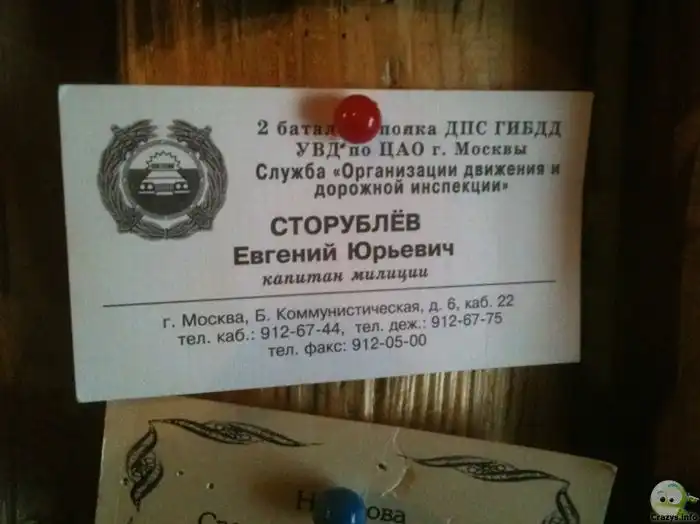 2 полка ДПС ГИБДД
УВД по ЦАО г. Москвы
Служба «Организации движения и
дорожной инспекции»
СТОРУБЛЁВ
Евгений Юрьевич
капитан милиции
г. Москва, Б. Коммунистическая, д. 6, каб. 22
тел. каб.: 912-67-44, тел. деж.: 912-67-75
тел. факс: 912-05-00
Crazys.Info